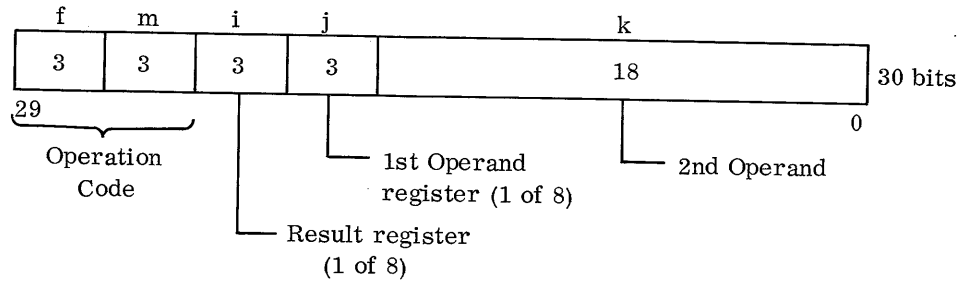 f m i j k
3 3 3 3 18 30 bits
29 0
Operation
Code
1st Operand
register (1 of 8)
2nd Operand
Result register
(1 of 8)